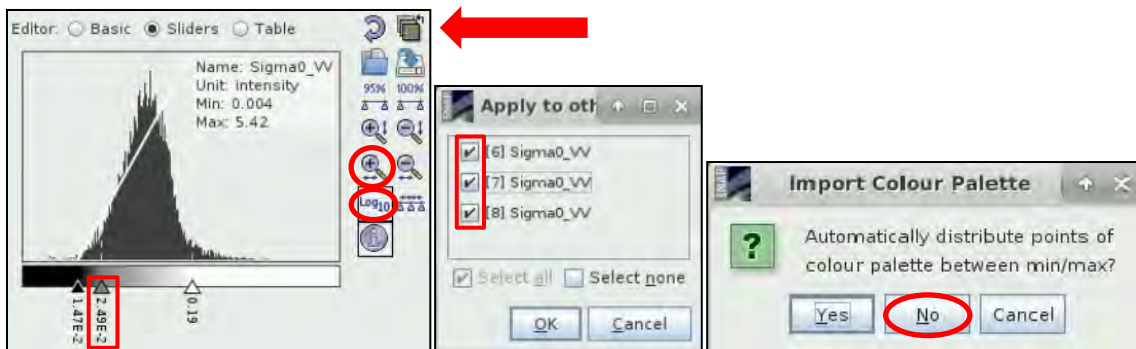 Editor: Basic Sliders Table
Name: Sigma0_VV
Unit: intensity
Min: 0.004
Max: 5.42
95% 100%
Log10
1.47E-2
2.49E-2
0.19
Apply to oth
[6] Sigma0_VV
[7] Sigma0_VV
[8] Sigma0_VV
Select all Select none
OK Cancel
Import Colour Palette
Automatically distribute points of
colour palette between min/max?
Yes No Cancel